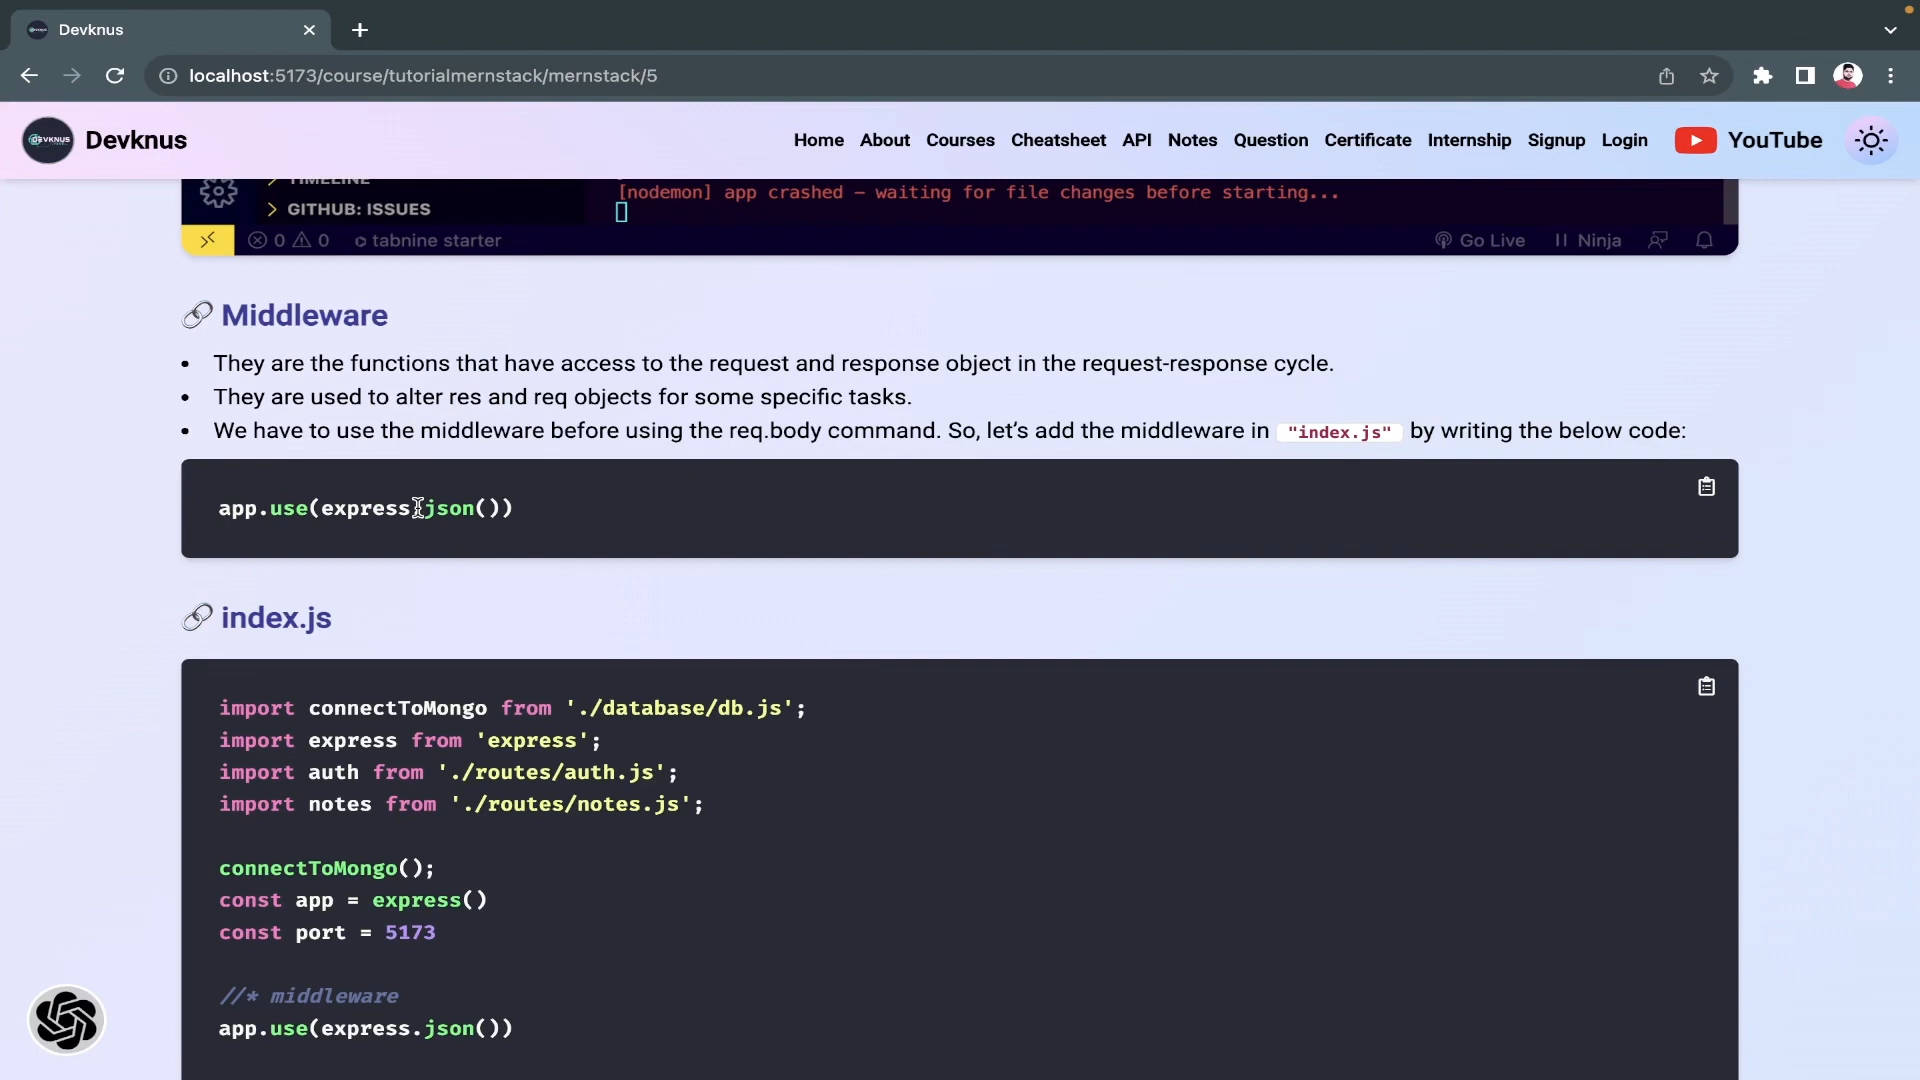 Devknus
localhost:5173/course/tutorialmernstack/mernstack/5
DEVKNUS
Devknus
Home About Courses Cheatsheet API Notes Question Certificate Internship Signup Login YouTube
TIMELINE
[nodemon] app crashed - waiting for file changes before starting...
GITHUB: ISSUES
0 0 tabnine starter Go Live Ninja
Middleware
• They are the functions that have access to the request and response object in the request-response cycle.
• They are used to alter res and req objects for some specific tasks.
• We have to use the middleware before using the req.body command. So, let's add the middleware in "index.js" by writing the below code:
app.use(express.json())
index.js
import connectToMongo from './database/db.js';
import express from 'express';
import auth from './routes/auth.js';
import notes from './routes/notes.js';
connectToMongo();
const app = express()
const port = 5173
//* middleware
app.use(express.json())